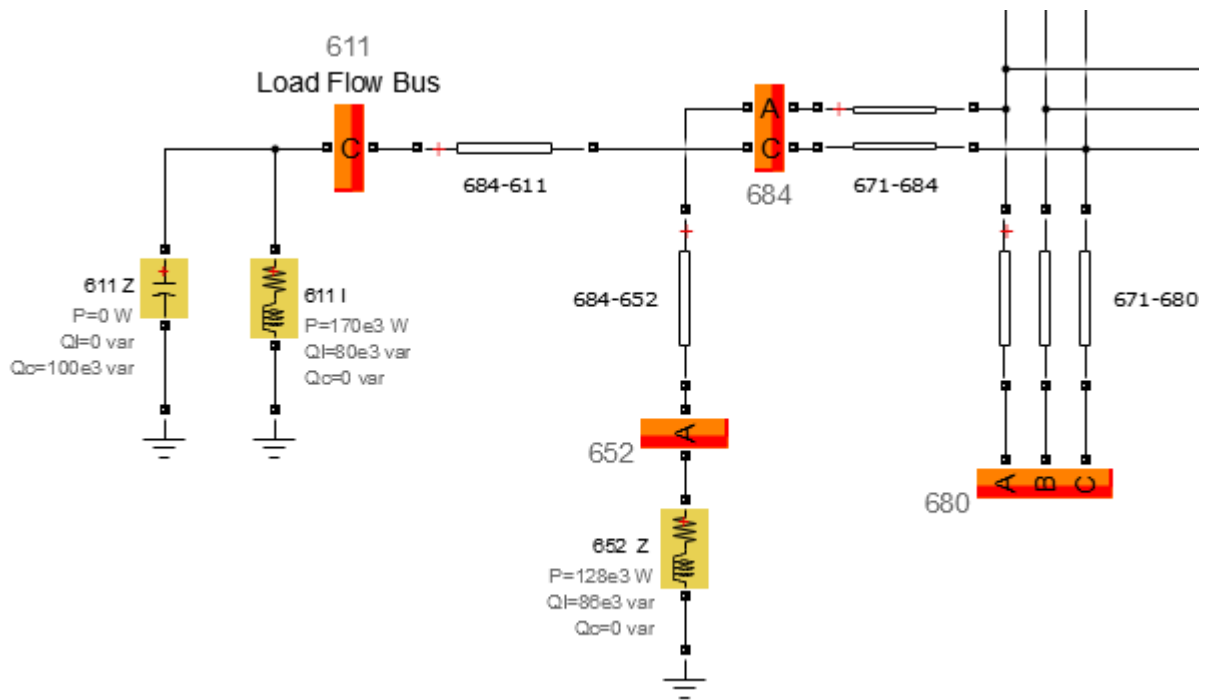 611
Load Flow Bus
C
684-611
A
C
684
671-684
611 Z
P=0 W
Ql=0 var
Qc=100e3 var
611 I
P=170e3 W
Ql=80e3 var
Qc=0 var
684-652
671-680
A
652
652 Z
P=128e3 W
Ql=86e3 var
Qc=0 var
A B C
680